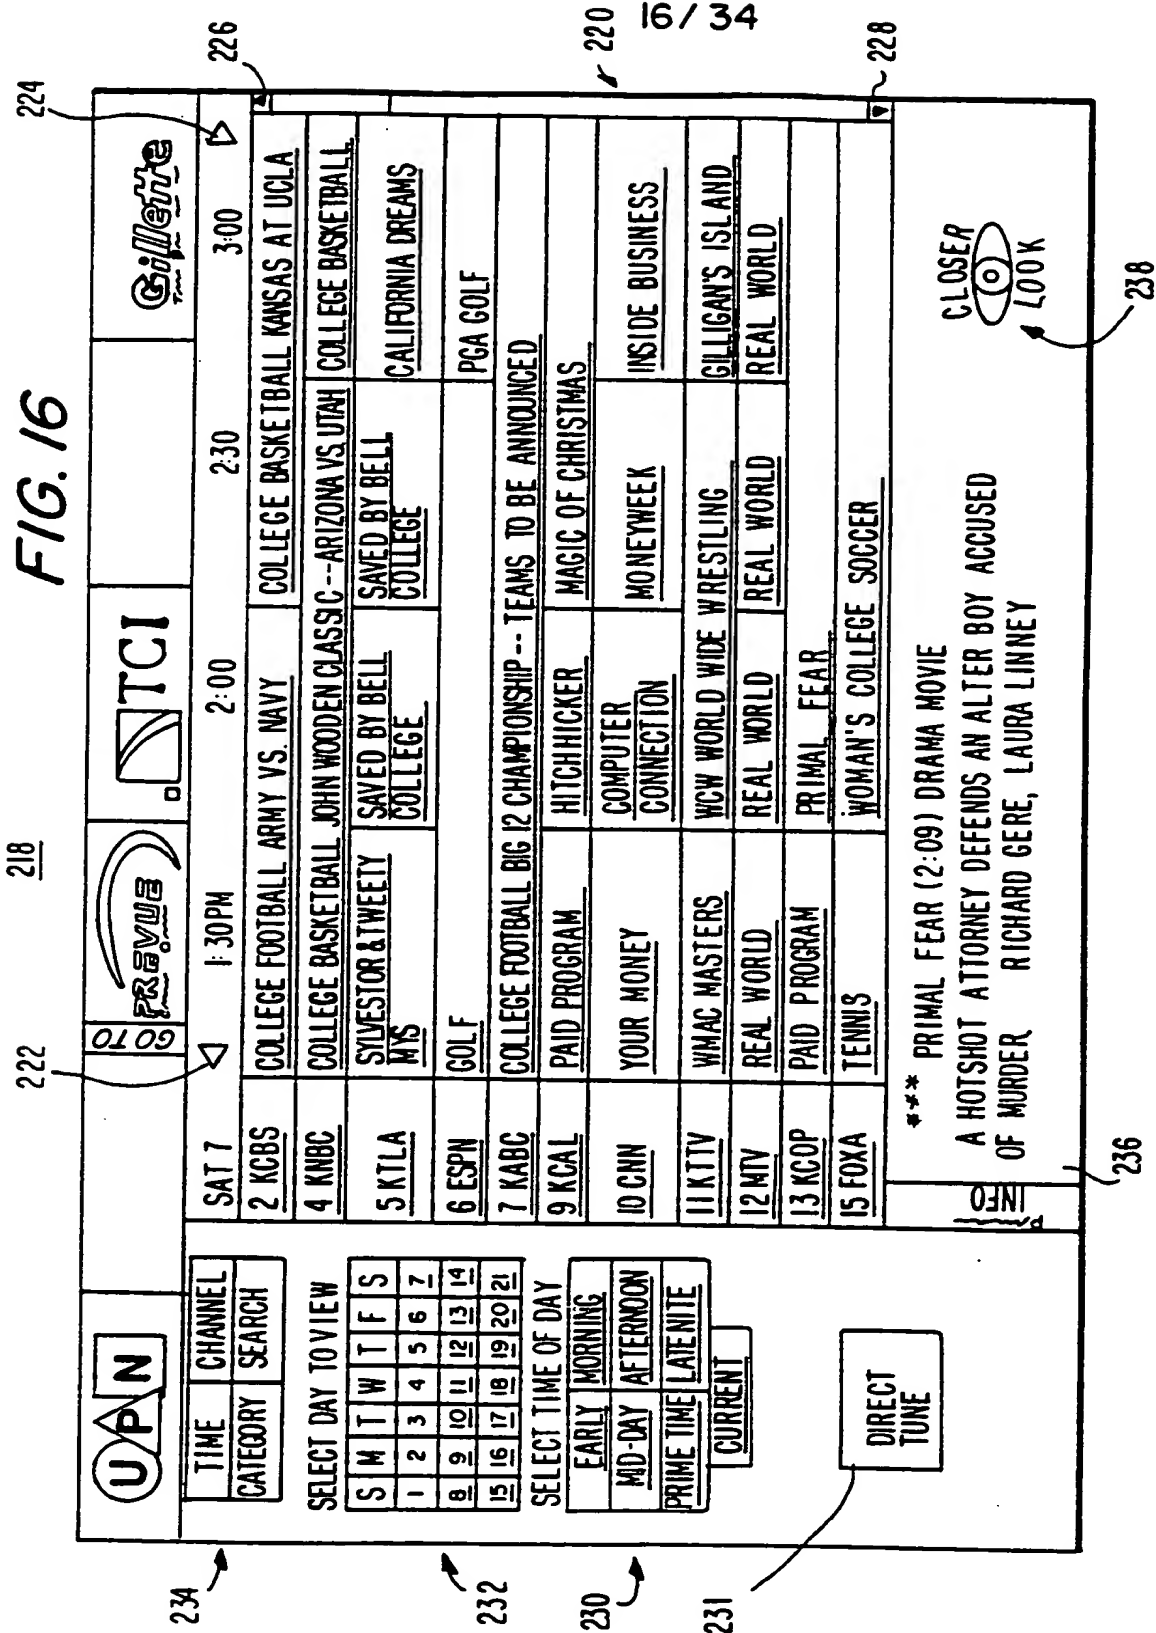 16/34
FIG. 16
218
222
224
226
220
228
UPN
GO TO
PREVUE
TCI
Gillette
TIME CHANNEL
CATEGORY SEARCH
SELECT DAY TO VIEW
S M T W T F S
1 2 3 4 5 6 7
8 9 10 11 12 13 14
15 16 17 18 19 20 21
SELECT TIME OF DAY
EARLY MORNING
MID-DAY AFTERNOON
PRIME TIME LATE NITE
CURRENT
DIRECT
TUNE
234
232
230
231
SAT 7 1:30PM 2:00 2:30 3:00
2 KCBS COLLEGE FOOTBALL ARMY VS. NAVY COLLEGE BASKETBALL KANSAS AT UCLA
4 KNBC COLLEGE BASKETBALL JOHN WOODEN CLASSIC--ARIZONA VS. UTAH COLLEGE BASKETBALL
5 KTLA SYLVESTOR & TWEETY MYS SAVED BY BELL COLLEGE SAVED BY BELL COLLEGE CALIFORNIA DREAMS
6 ESPN GOLF PGA GOLF
7 KABC COLLEGE FOOTBALL BIG 12 CHAMPIONSHIP--TEAMS TO BE ANNOUNCED
9 KCAL PAID PROGRAM HITCHHICKER MAGIC OF CHRISTMAS
10 CNN YOUR MONEY COMPUTER CONNECTION MONEYWEEK INSIDE BUSINESS
11 KTTV WMAC MASTERS WCW WORLD WIDE WRESTLING GILLIGAN'S ISLAND
12 MTV REAL WORLD REAL WORLD REAL WORLD REAL WORLD
13 KCOP PAID PROGRAM PRIMAL FEAR
15 FOXA TENNIS WOMAN'S COLLEGE SOCCER
INFO
*** PRIMAL FEAR (2:09) DRAMA MOVIE
A HOTSHOT ATTORNEY DEFENDS AN ALTER BOY ACCUSED
OF MURDER RICHARD GERE, LAURA LINNEY
CLOSER
LOOK
236
238